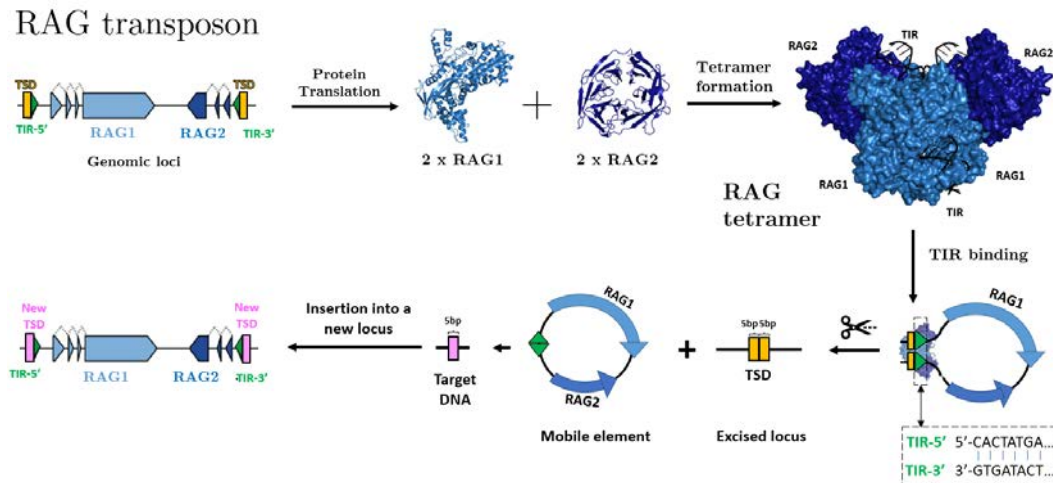 RAG transposon
TSD
TSD
TIR-5'
RAG1
RAG2
TIR-3'
Genomic loci
Protein
Translation
2 x RAG1
2 x RAG2
Tetramer
formation
RAG2
TIR
RAG2
RAG1
RAG1
TIR
RAG
tetramer
TIR binding
RAG1
RAG2
TIR-5' 5'-CACTATGA...
TIR-3' 3'-GTGATACT...
5bp 5bp
TSD
Excised locus
RAG1
RAG2
Mobile element
5bp
Target
DNA
Insertion into a
new locus
New
TSD
New
TSD
TIR-5'
RAG1
RAG2
TIR-3'